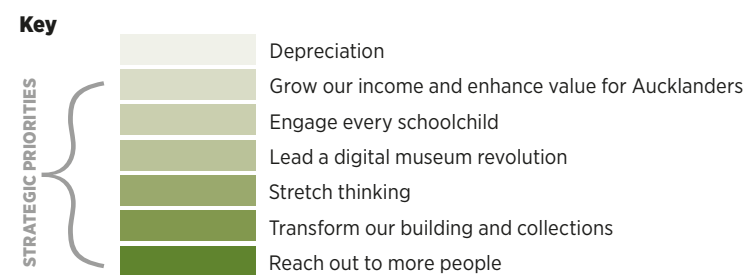 Key
Depreciation
STRATEGIC PRIORITIES
Grow our income and enhance value for Aucklanders
Engage every schoolchild
Lead a digital museum revolution
Stretch thinking
Transform our building and collections
Reach out to more people